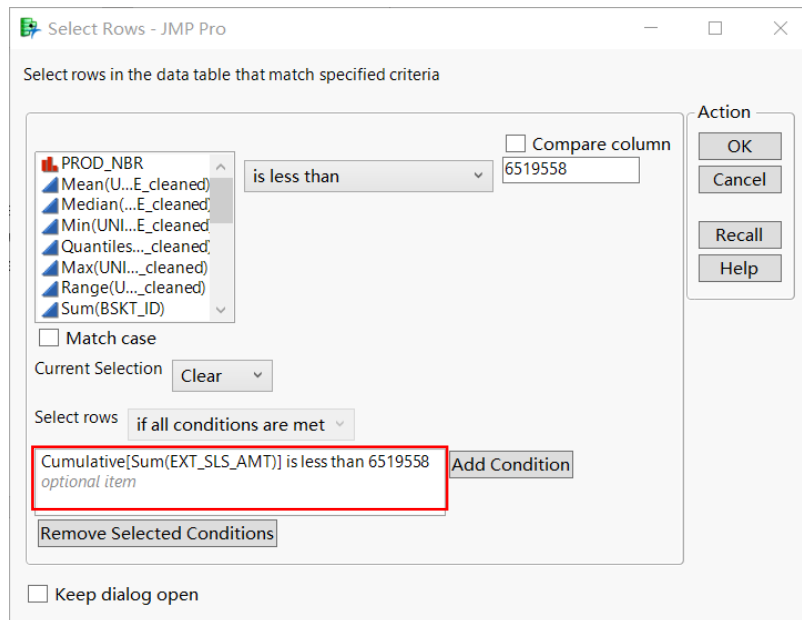 Select Rows - JMP Pro
Select rows in the data table that match specified criteria
Action
Compare column
OK
PROD_NBR
is less than
6519558
Mean(U...E_cleaned)
Cancel
Median(...E_cleaned)
Min(UNI...E_cleaned
Quantiles..._cleaned)
Recall
Max(UNI..._cleaned)
Help
Range(U..._cleaned)
Sum(BSKT_ID)
Match case
Current Selection
Clear
Select rows
if all conditions are met
Cumulative[Sum(EXT_SLS_AMT)] is less than 6519558
Add Condition
optional item
Remove Selected Conditions
Keep dialog open